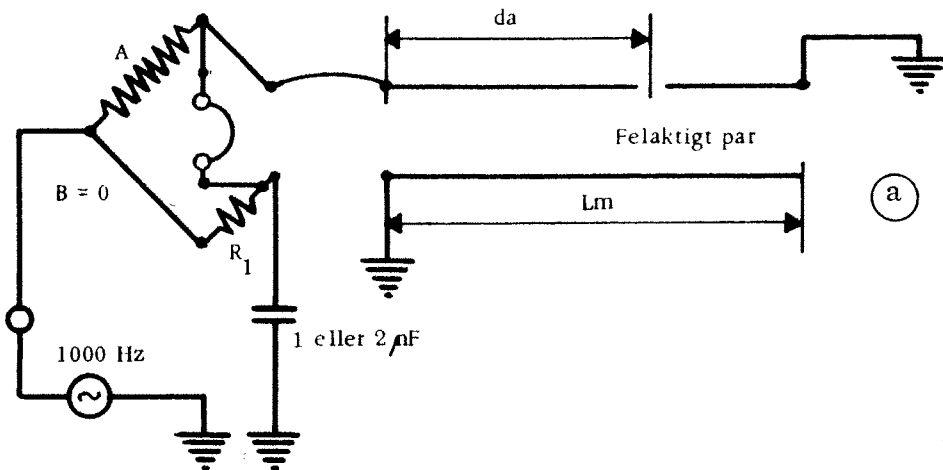 da
A
Felaktigt par
B = 0
Lm
a
R1
1 eller 2 nF
1000 Hz